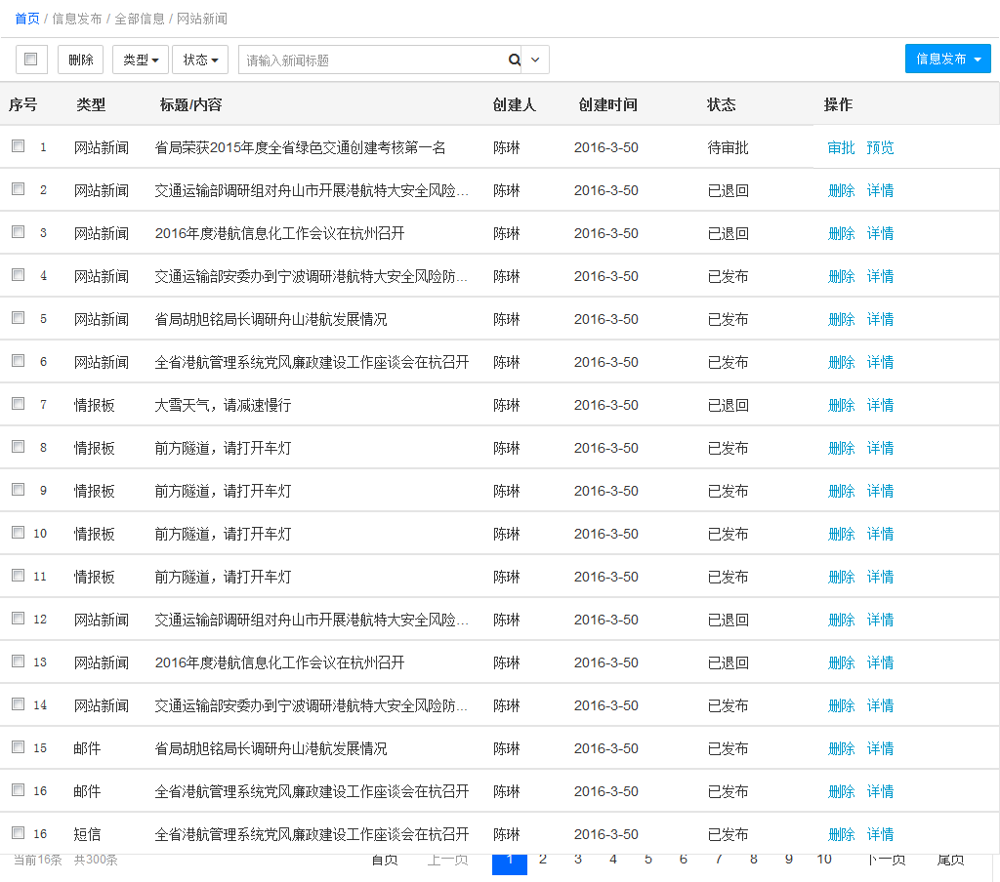 首页 / 信息发布 / 全部信息 / 网站新闻
删除 类型 状态 请输入新闻标题 信息发布
序号 类型 标题/内容 创建人 创建时间 状态 操作
1 网站新闻 省局荣获2015年度全省绿色交通创建考核第一名 陈琳 2016-3-50 待审批 审批 预览
2 网站新闻 交通运输部调研组对舟山市开展港航特大安全风险... 陈琳 2016-3-50 已退回 删除 详情
3 网站新闻 2016年度港航信息化工作会议在杭州召开 陈琳 2016-3-50 已退回 删除 详情
4 网站新闻 交通运输部安委办到宁波调研港航特大安全风险防... 陈琳 2016-3-50 已发布 删除 详情
5 网站新闻 省局胡旭铭局长调研舟山港航发展情况 陈琳 2016-3-50 已发布 删除 详情
6 网站新闻 全省港航管理系统党风廉政建设工作座谈会在杭召开 陈琳 2016-3-50 已发布 删除 详情
7 情报板 大雪天气，请减速慢行 陈琳 2016-3-50 已退回 删除 详情
8 情报板 前方隧道，请打开车灯 陈琳 2016-3-50 已发布 删除 详情
9 情报板 前方隧道，请打开车灯 陈琳 2016-3-50 已发布 删除 详情
10 情报板 前方隧道，请打开车灯 陈琳 2016-3-50 已发布 删除 详情
11 情报板 前方隧道，请打开车灯 陈琳 2016-3-50 已发布 删除 详情
12 网站新闻 交通运输部调研组对舟山市开展港航特大安全风险... 陈琳 2016-3-50 已退回 删除 详情
13 网站新闻 2016年度港航信息化工作会议在杭州召开 陈琳 2016-3-50 已退回 删除 详情
14 网站新闻 交通运输部安委办到宁波调研港航特大安全风险防... 陈琳 2016-3-50 已发布 删除 详情
15 邮件 省局胡旭铭局长调研舟山港航发展情况 陈琳 2016-3-50 已发布 删除 详情
16 邮件 全省港航管理系统党风廉政建设工作座谈会在杭召开 陈琳 2016-3-50 已发布 删除 详情
16 短信 全省港航管理系统党风廉政建设工作座谈会在杭召开 陈琳 2016-3-50 已发布 删除 详情
当前16条 共300条 首页 上一页 1 2 3 4 5 6 7 8 9 10 下一页 尾页